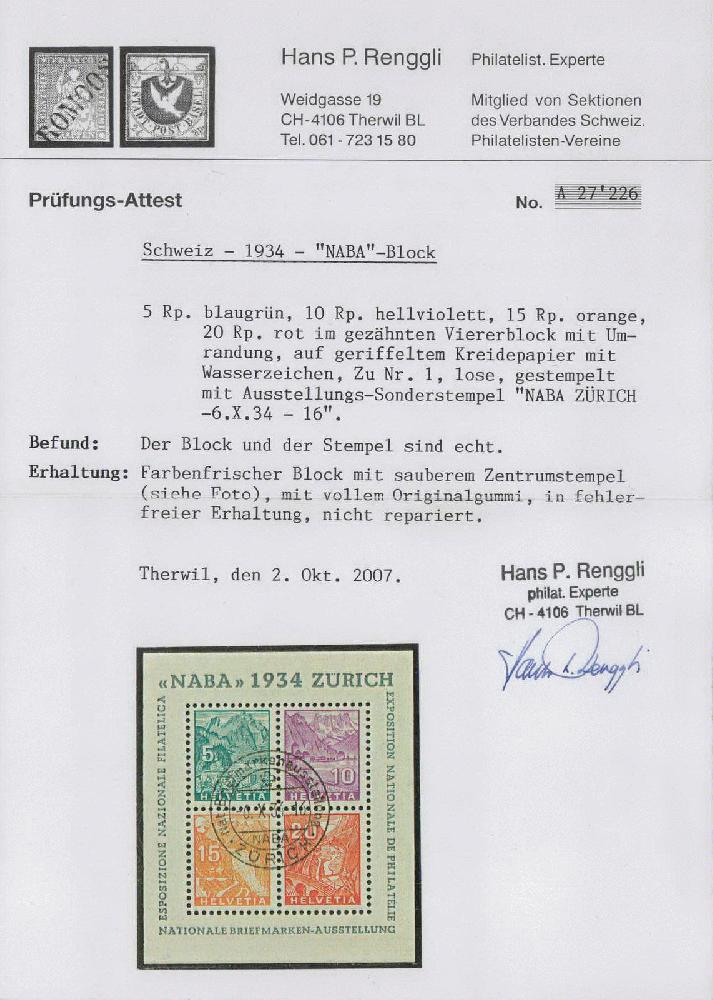 Hans P. Renggli
Philatelist. Experte
Weidgasse 19
CH-4106 Therwil BL
Tel. 061-723 15 80
Mitglied von Sektionen
des Verbandes Schweiz.
Philatelisten-Vereine
STADT-POST-BASEL
Prüfungs-Attest
No. A 27'226
Schweiz - 1934 - "NABA"-Block
5 Rp. blaugrün, 10 Rp. hellviolett, 15 Rp. orange,
20 Rp. rot im gezähnten Viererblock mit Um-
randung, auf geriffeltem Kreidepapier mit
Wasserzeichen, Zu Nr. 1, lose, gestempelt
mit Ausstellungs-Sonderstempel "NABA ZÜRICH
-6.X.34 - 16".
Befund: Der Block und der Stempel sind echt.
Erhaltung: Farbenfrischer Block mit sauberem Zentrumstempel
(siehe Foto), mit vollem Originalgummi, in fehler-
freier Erhaltung, nicht repariert.
Therwil, den 2. Okt. 2007.
Hans P. Renggli
philat. Experte
CH - 4106 Therwil BL
«NABA» 1934 ZURICH
ESPOSIZIONE NAZIONALE FILATELICA
EXPOSITION NATIONALE DE PHILATELIE
5
HELVETIA
10
HELVETIA
NABA
ZÜRICH
15
HELVETIA
20
HELVETIA
NATIONALE BRIEFMARKEN-AUSSTELLUNG